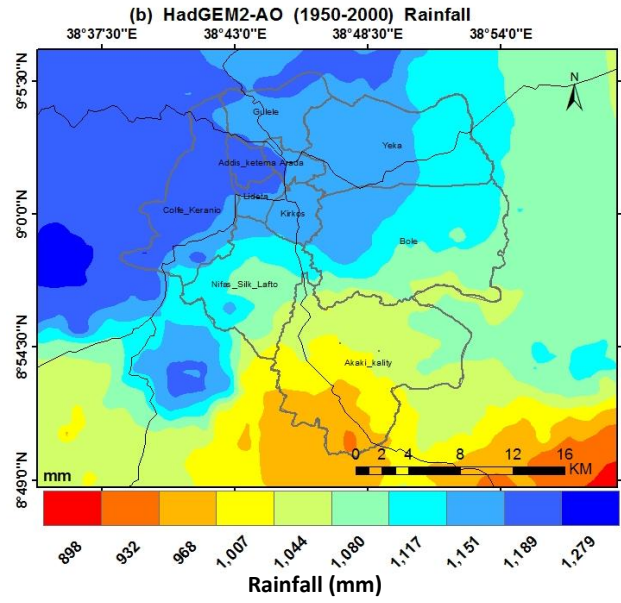 (b) HadGEM2-AO (1950-2000) Rainfall
38°37'30"E 38°43'0"E 38°48'30"E 38°54'0"E
9°5'30"N
N
Gulele
Yeka
Addis_ketema Arada
Lideta
9°0'0"N
Colfe_Keranio
Kirkos
Bole
Nifas_Silk_Lafto
8°54'30"N
Akaki_kality
0 2 4 8 12 16
KM
mm
8°49'0"N
898 932 968 1,007 1,044 1,080 1,117 1,151 1,189 1,279
Rainfall (mm)